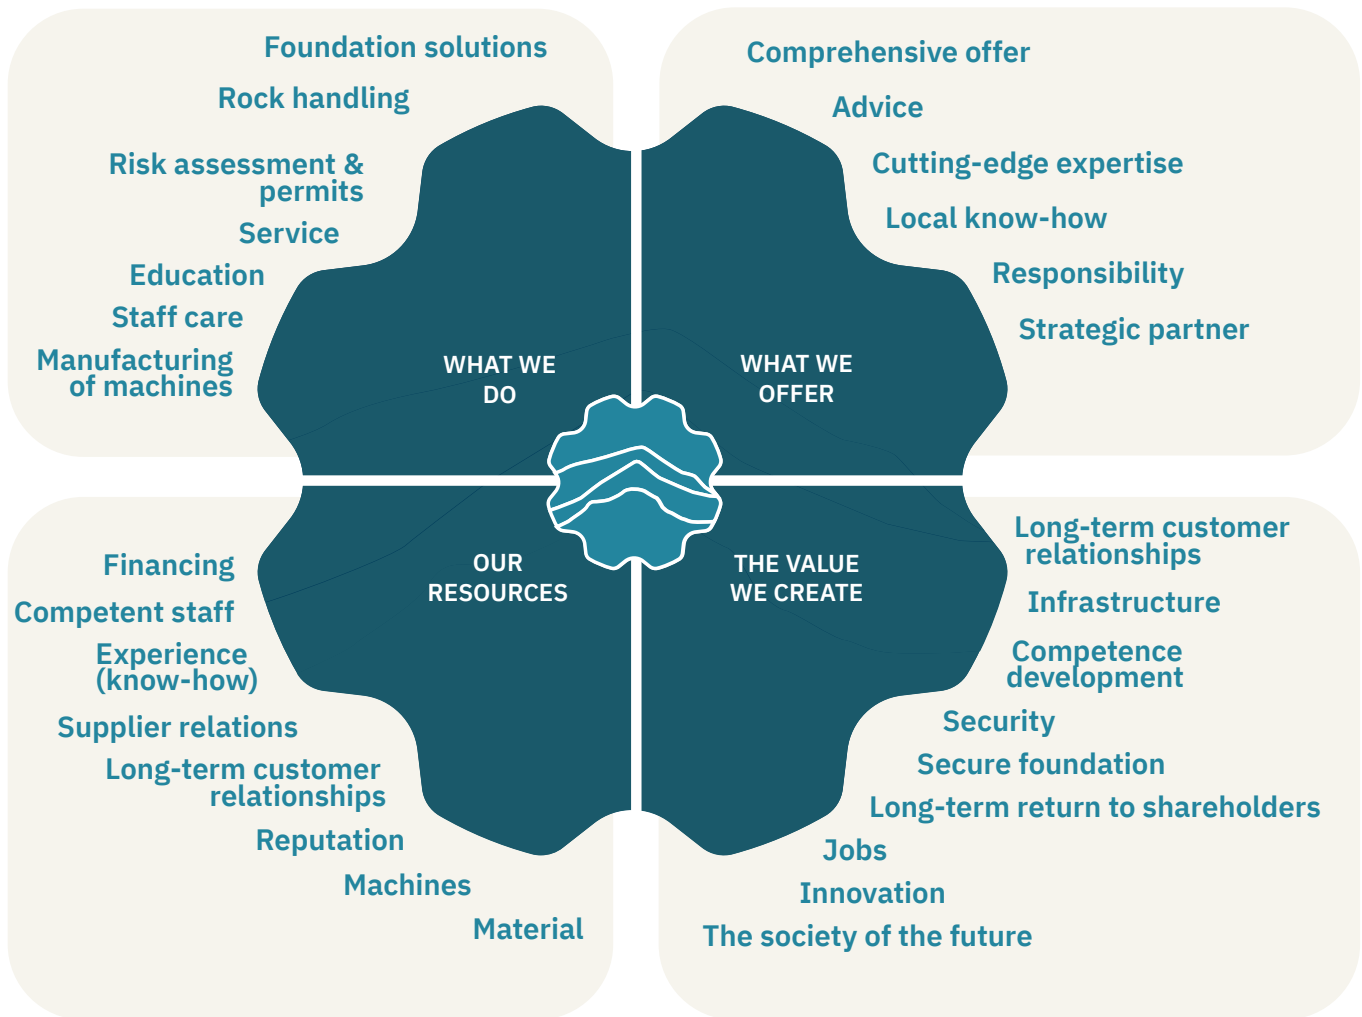 Foundation solutions
Rock handling
Risk assessment &
permits
Service
Education
Staff care
Manufacturing
of machines
WHAT WE
DO
Comprehensive offer
Advice
Cutting-edge expertise
Local know-how
Responsibility
Strategic partner
WHAT WE
OFFER
Financing
Competent staff
Experience
(know-how)
Supplier relations
Long-term customer
relationships
Reputation
Machines
Material
OUR
RESOURCES
THE VALUE
WE CREATE
Long-term customer
relationships
Infrastructure
Competence
development
Security
Secure foundation
Long-term return to shareholders
Jobs
Innovation
The society of the future